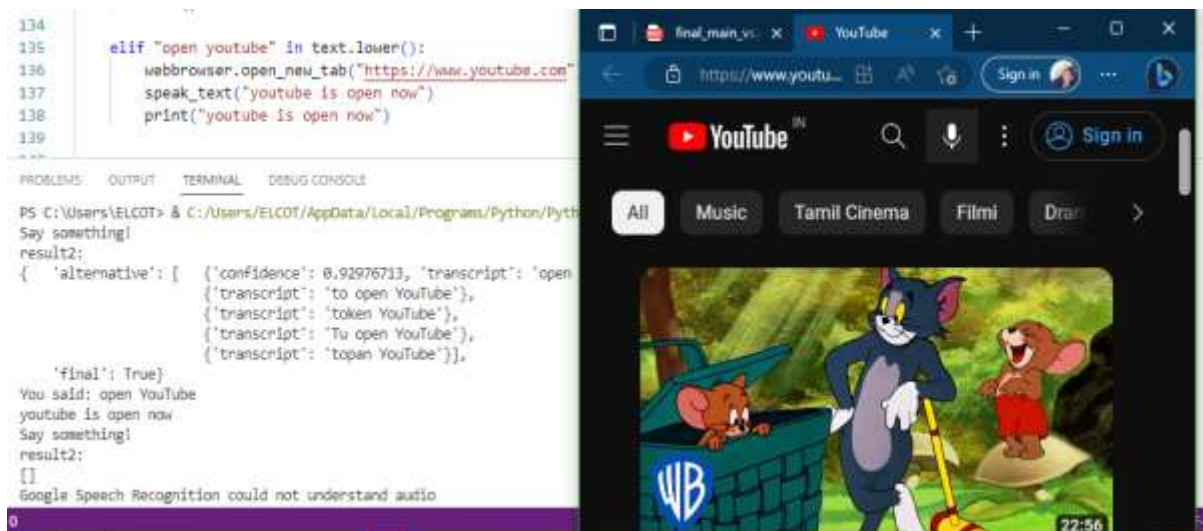 134
135 elif "open youtube" in text.lower():
136 webbrowser.open_new_tab("https://www.youtube.com"
137 speak_text("youtube is open now")
138 print("youtube is open now")
139
PROBLEMS OUTPUT TERMINAL DEBUG CONSOLE
PS C:\Users\ELCOT> & C:/Users/ELCOT/AppData/Local/Programs/Python/Pyth
Say something!
result2:
{ 'alternative': [ {'confidence': 0.92976713, 'transcript': 'open
{'transcript': 'to open YouTube'},
{'transcript': 'token YouTube'},
{'transcript': 'Tu open YouTube'},
{'transcript': 'topan YouTube'}],
'final': True}
You said: open YouTube
youtube is open now
Say something!
result2:
[]
Google Speech Recognition could not understand audio
0
final_main_vs YouTube
https://www.youtu... Sign in
YouTube IN Sign in
All Music Tamil Cinema Filmi Dram
WB
22:56